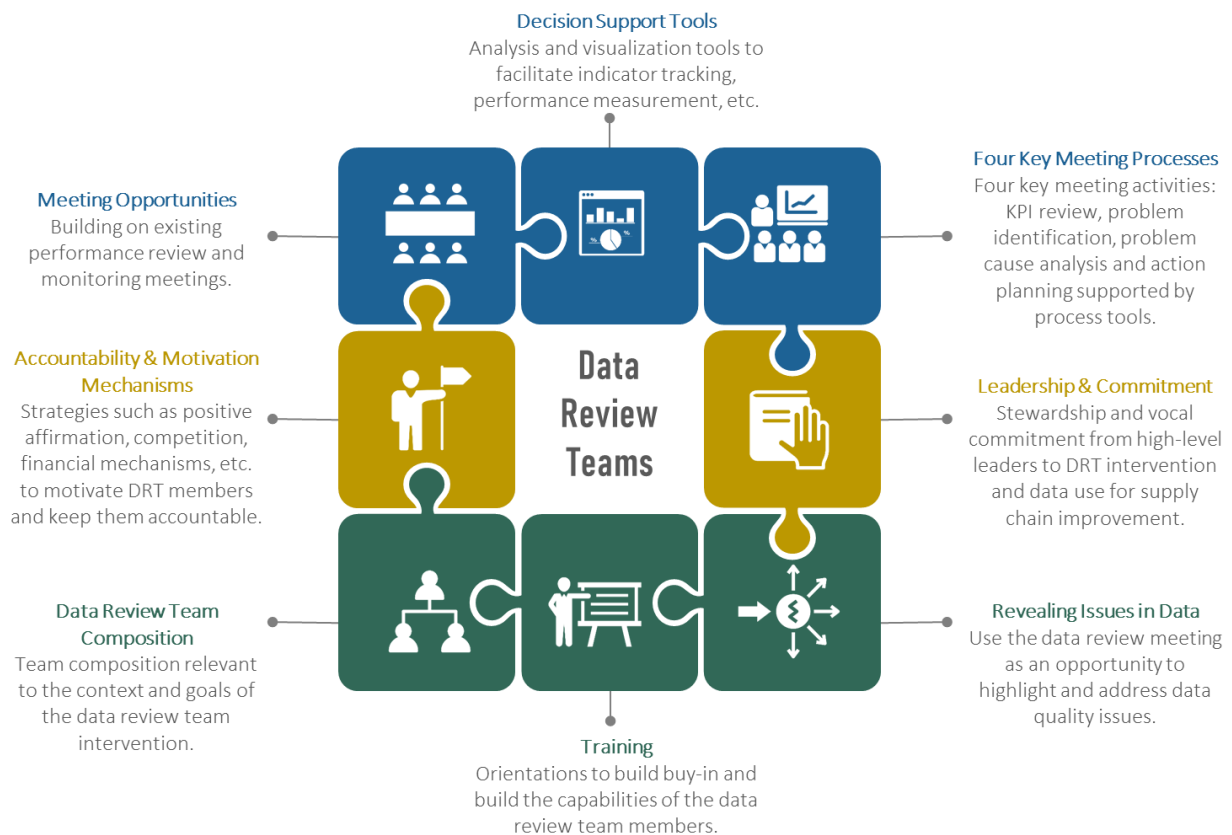 Decision Support Tools
Analysis and visualization tools to
facilitate indicator tracking,
performance measurement, etc.
Meeting Opportunities
Building on existing
performance review and
monitoring meetings.
Four Key Meeting Processes
Four key meeting activities:
KPI review, problem
identification, problem
cause analysis and action
planning supported by
process tools.
Accountability & Motivation
Mechanisms
Strategies such as positive
affirmation, competition,
financial mechanisms, etc.
to motivate DRT members
and keep them accountable.
Data
Review
Teams
Leadership & Commitment
Stewardship and vocal
commitment from high-level
leaders to DRT intervention
and data use for supply
chain improvement.
Data Review Team
Composition
Team composition relevant
to the context and goals of
the data review team
intervention.
Training
Orientations to build buy-in and
build the capabilities of the data
review team members.
Revealing Issues in Data
Use the data review meeting
as an opportunity to
highlight and address data
quality issues.